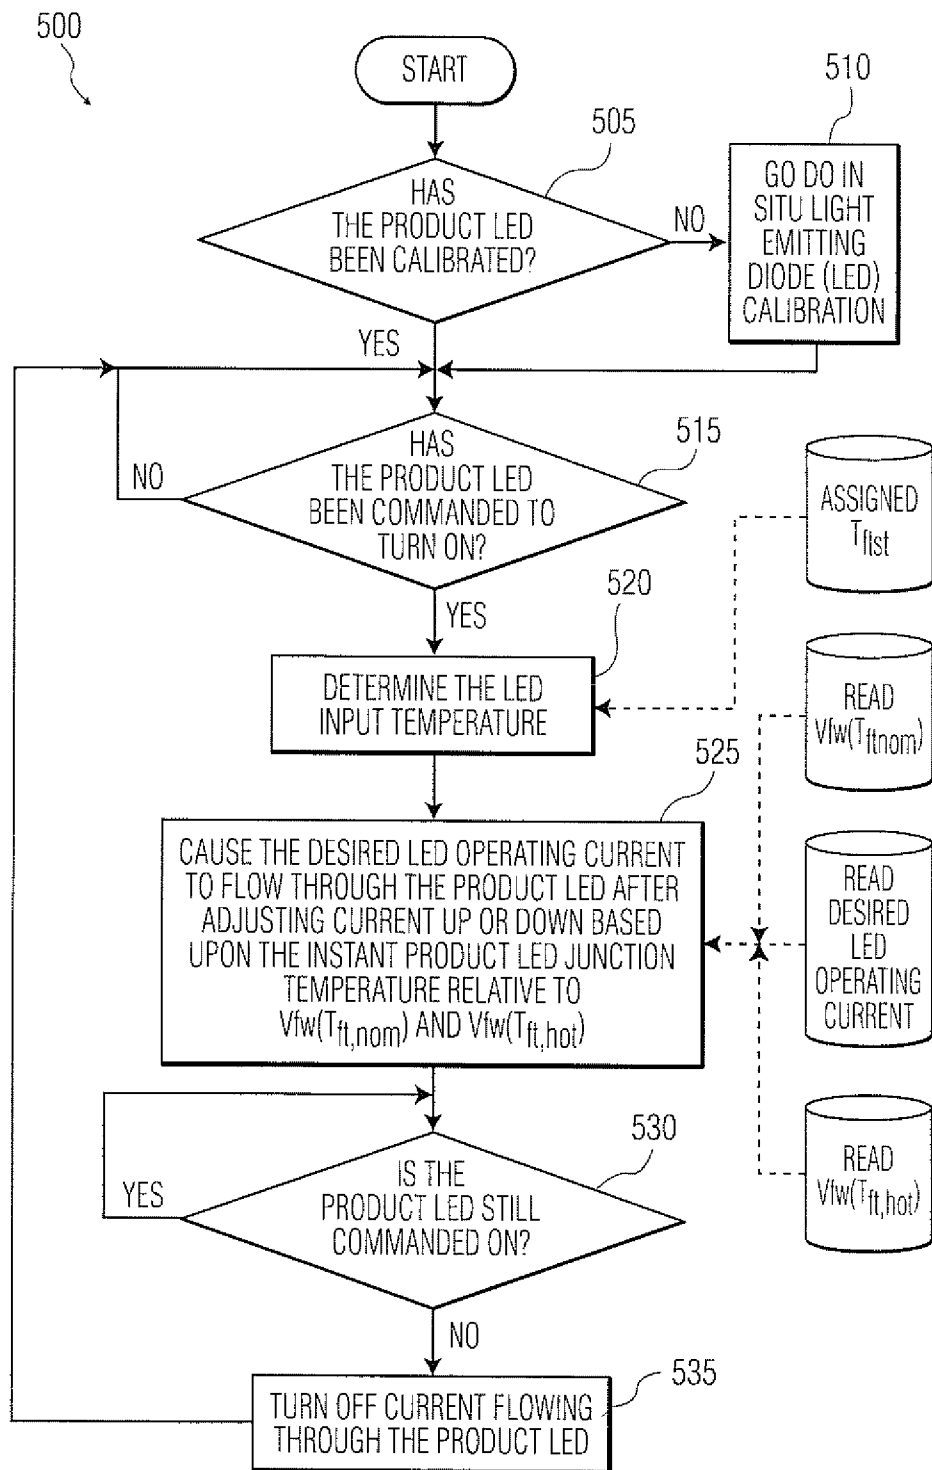 500
START
505
HAS
THE PRODUCT LED
BEEN CALIBRATED?
NO
510
GO DO IN
SITU LIGHT
EMITTING
DIODE (LED)
CALIBRATION
YES
515
HAS
THE PRODUCT LED
BEEN COMMANDED TO
TURN ON?
NO
YES
ASSIGNED
Tftst
520
DETERMINE THE LED
INPUT TEMPERATURE
READ
Vfw(Tftnom)
525
CAUSE THE DESIRED LED OPERATING CURRENT
TO FLOW THROUGH THE PRODUCT LED AFTER
ADJUSTING CURRENT UP OR DOWN BASED
UPON THE INSTANT PRODUCT LED JUNCTION
TEMPERATURE RELATIVE TO
Vfw(Tft,nom) AND Vfw(Tft,hot)
READ
DESIRED
LED
OPERATING
CURRENT
530
IS THE
PRODUCT LED STILL
COMMANDED ON?
YES
NO
READ
Vfw(Tft,hot)
535
TURN OFF CURRENT FLOWING
THROUGH THE PRODUCT LED